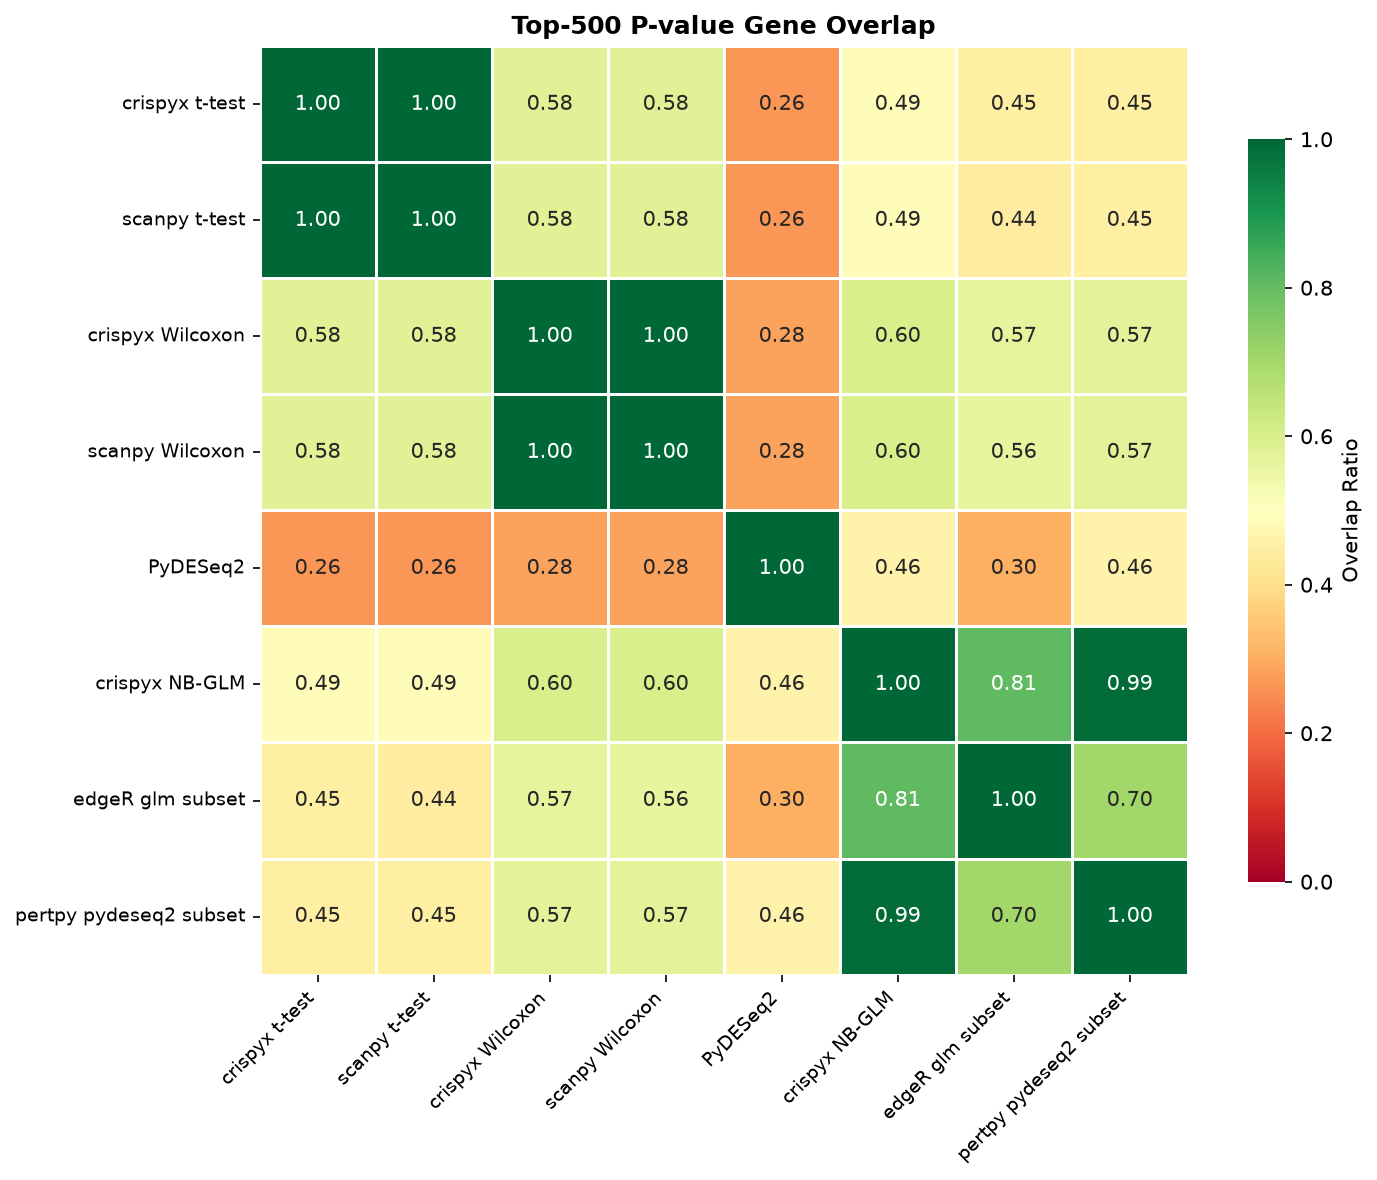 Top-500 P-value Gene Overlap
crispyx t-test 1.00 1.00 0.58 0.58 0.26 0.49 0.45 0.45
scanpy t-test 1.00 1.00 0.58 0.58 0.26 0.49 0.44 0.45
crispyx Wilcoxon 0.58 0.58 1.00 1.00 0.28 0.60 0.57 0.57
scanpy Wilcoxon 0.58 0.58 1.00 1.00 0.28 0.60 0.56 0.57
PyDESeq2 0.26 0.26 0.28 0.28 1.00 0.46 0.30 0.46
crispyx NB-GLM 0.49 0.49 0.60 0.60 0.46 1.00 0.81 0.99
edgeR glm subset 0.45 0.44 0.57 0.56 0.30 0.81 1.00 0.70
pertpy pydeseq2 subset 0.45 0.45 0.57 0.57 0.46 0.99 0.70 1.00
crispyx t-test
scanpy t-test
crispyx Wilcoxon
scanpy Wilcoxon
PyDESeq2
crispyx NB-GLM
edgeR glm subset
pertpy pydeseq2 subset
1.0
0.8
0.6
0.4
0.2
0.0
Overlap Ratio